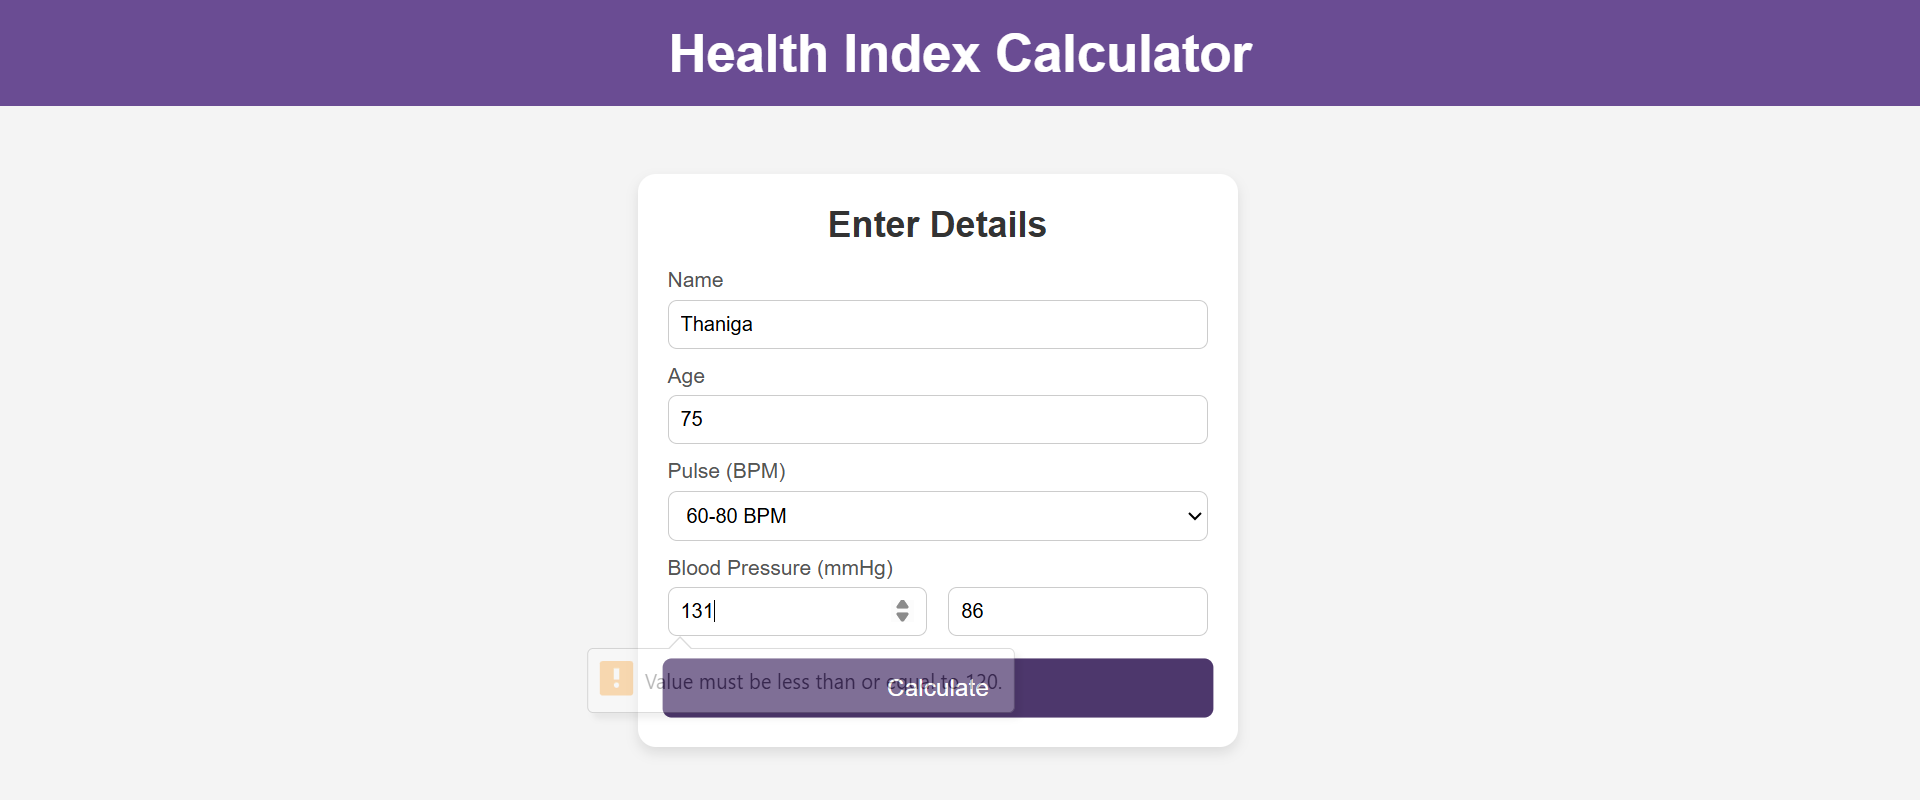 Health Index Calculator
Enter Details
Name
Thaniga
Age
75
Pulse (BPM)
60-80 BPM
Blood Pressure (mmHg)
131
86
Value must be less than or equal to 130.
Calculate